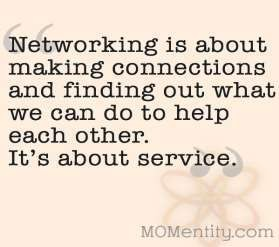 Networking is about
making connections
and finding out what
we can do to help
each other.
It's about service.
MOMentity.com